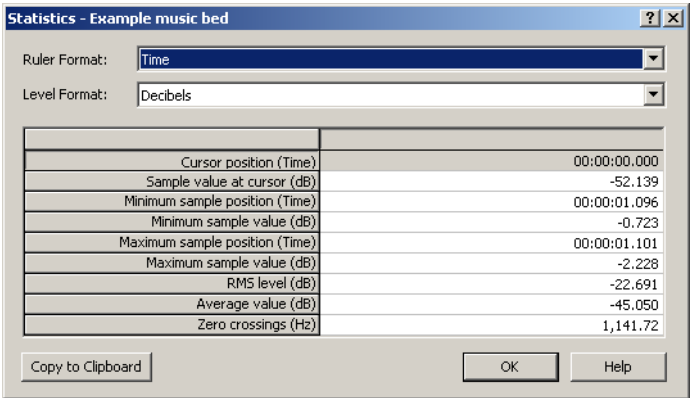 Statistics - Example music bed
Ruler Format: Time
Level Format: Decibels
Cursor position (Time) 00:00:00.000
Sample value at cursor (dB) -52.139
Minimum sample position (Time) 00:00:01.096
Minimum sample value (dB) -0.723
Maximum sample position (Time) 00:00:01.101
Maximum sample value (dB) -2.228
RMS level (dB) -22.691
Average value (dB) -45.050
Zero crossings (Hz) 1,141.72
Copy to Clipboard OK Help